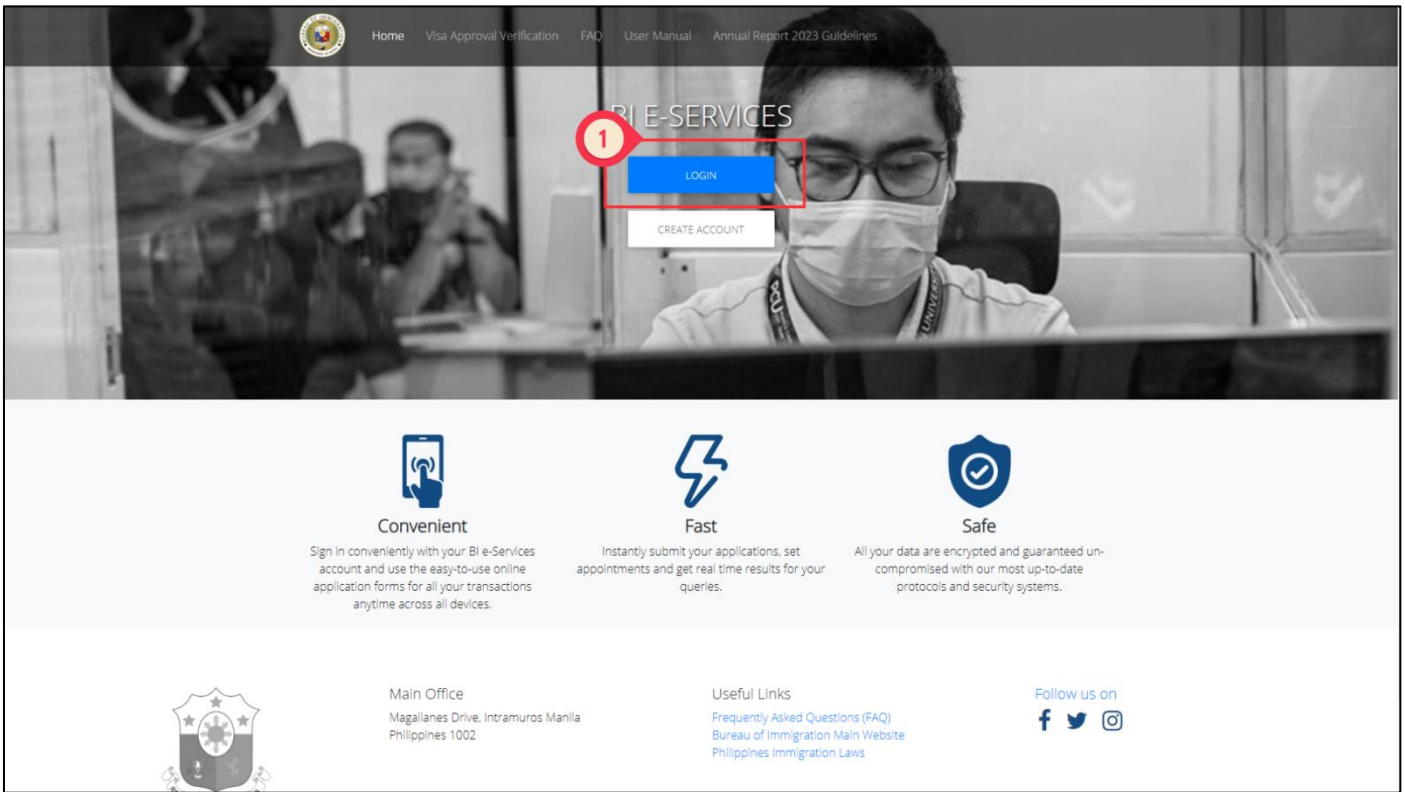 Home Visa Approval Verification FAQ User Manual Annual Report 2023 Guidelines
BI E-SERVICES
1
LOGIN
CREATE ACCOUNT
Convenient
Sign in conveniently with your BI e-Services
account and use the easy-to-use online
application forms for all your transactions
anytime across all devices.
Fast
Instantly submit your applications, set
appointments and get real time results for your
queries.
Safe
All your data are encrypted and guaranteed un-
compromised with our most up-to-date
protocols and security systems.
Main Office
Magallanes Drive, Intramuros Manila
Philippines 1002
Useful Links
Frequently Asked Questions (FAQ)
Bureau of Immigration Main Website
Philippines Immigration Laws
Follow us on